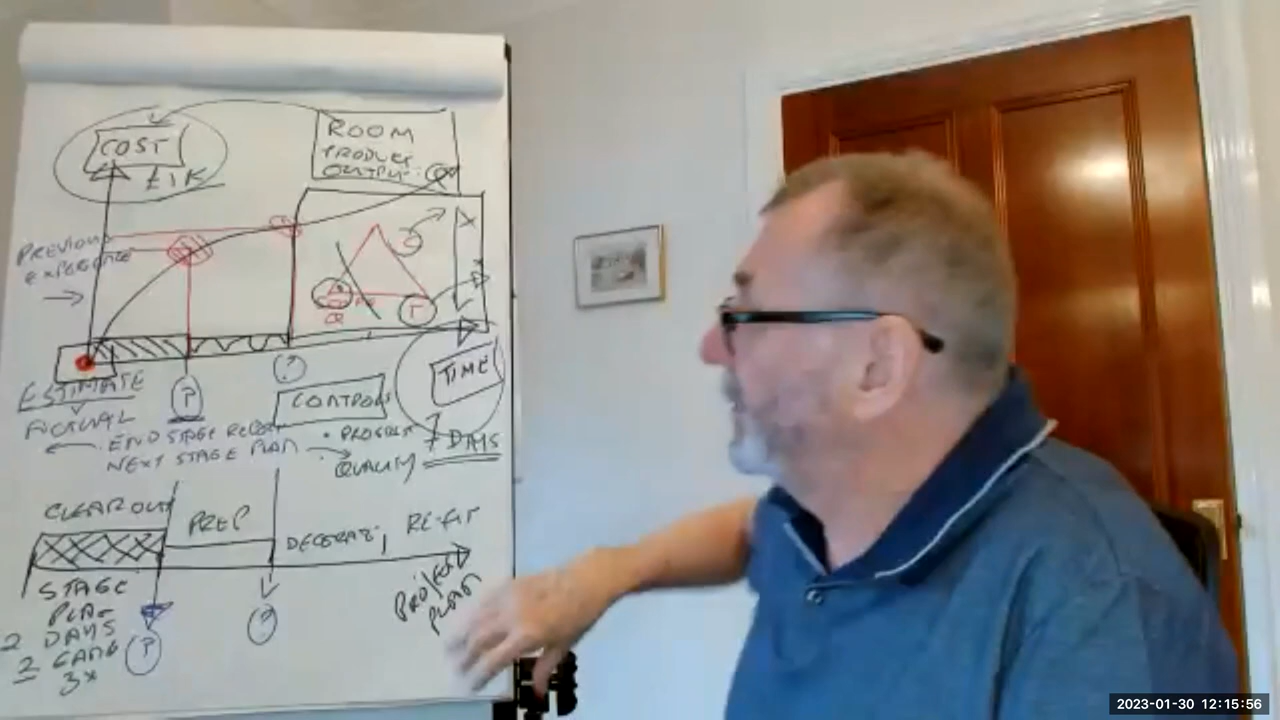 COST
£1K
ROOM
PRODUCT
OUTPUT
PREVIOUS
EXPERIENCE
ESTIMATE
ACTUAL
?
?
CONTROLS
TIME
7 DAYS
END STAGE REPORT
NEXT STAGE PLAN
QUALITY
CLEAR OUT
PREP
DECORATE, RE-FIT
PROJECT
PLAN
STAGE
PLAN
2 DAYS
2
3x
?
?
2023-01-30 12:15:56